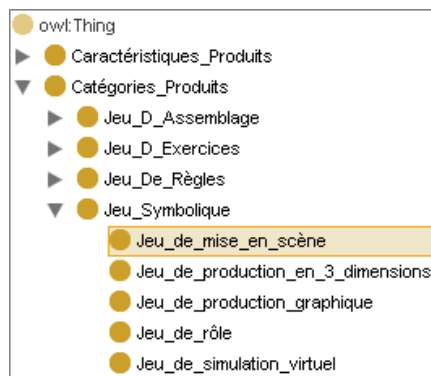 owl:Thing
Caractéristiques_Produits
Catégories_Produits
Jeu_D_Assemblage
Jeu_D_Exercices
Jeu_De_Règles
Jeu_Symbolique
Jeu_de_mise_en_scène
Jeu_de_production_en_3_dimensions
Jeu_de_production_graphique
Jeu_de_rôle
Jeu_de_simulation_virtuel